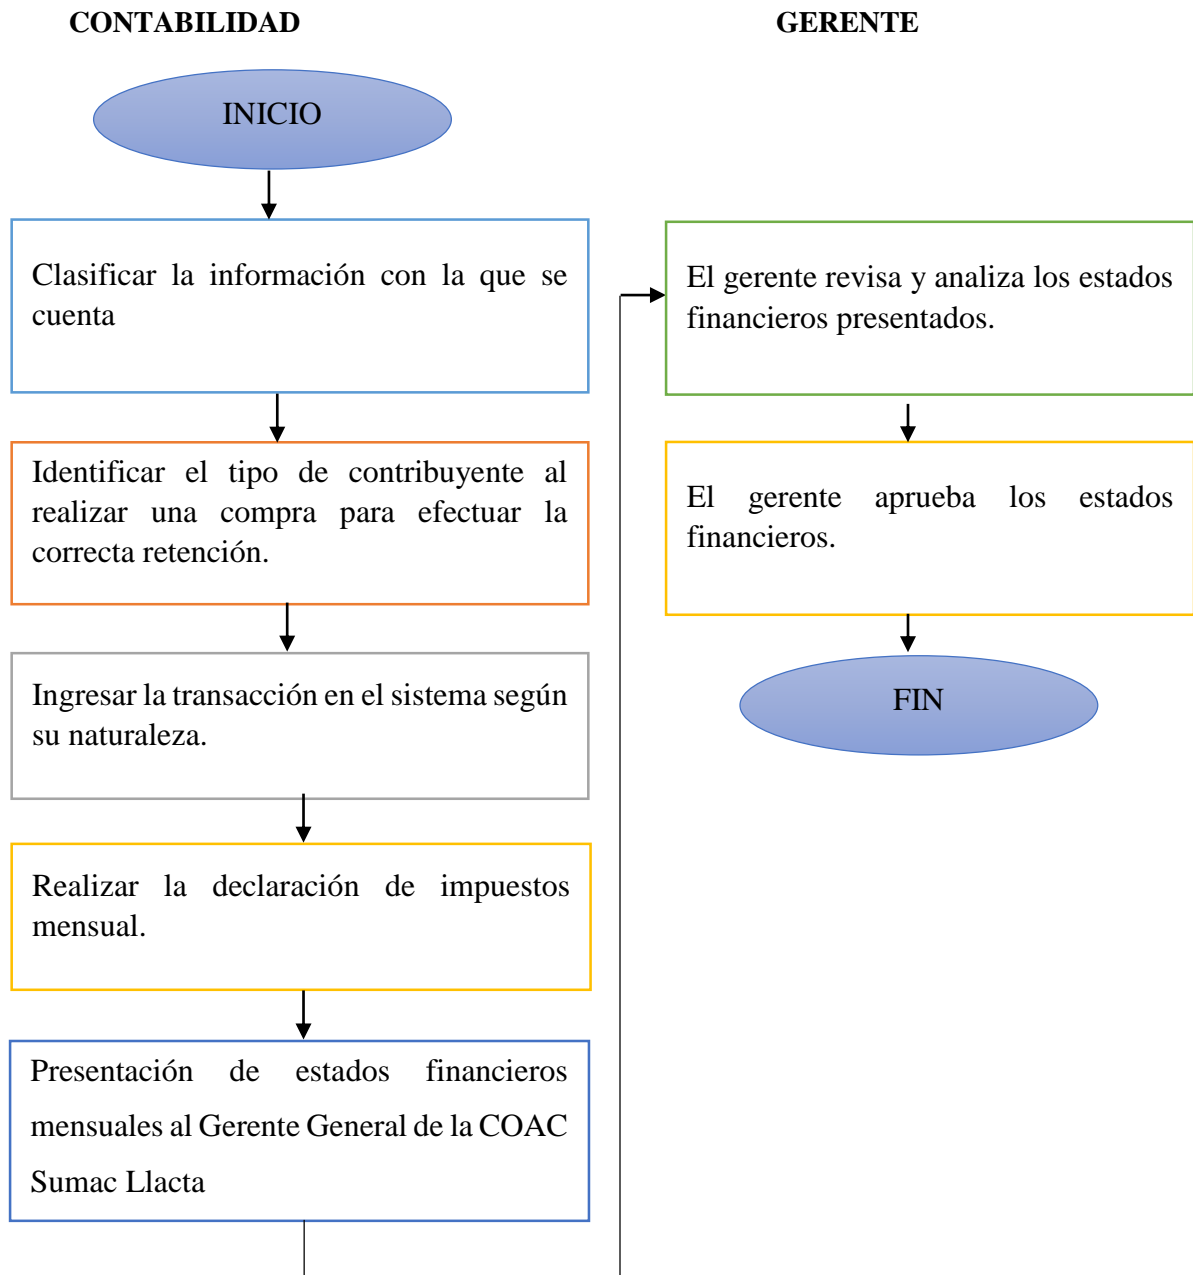 CONTABILIDAD
GERENTE
INICIO
Clasificar la información con la que se
cuenta
Identificar el tipo de contribuyente al
realizar una compra para efectuar la
correcta retención.
Ingresar la transacción en el sistema según
su naturaleza.
Realizar la declaración de impuestos
mensual.
Presentación de estados financieros
mensuales al Gerente General de la COAC
Sumac Llacta
El gerente revisa y analiza los estados
financieros presentados.
El gerente aprueba los estados
financieros.
FIN